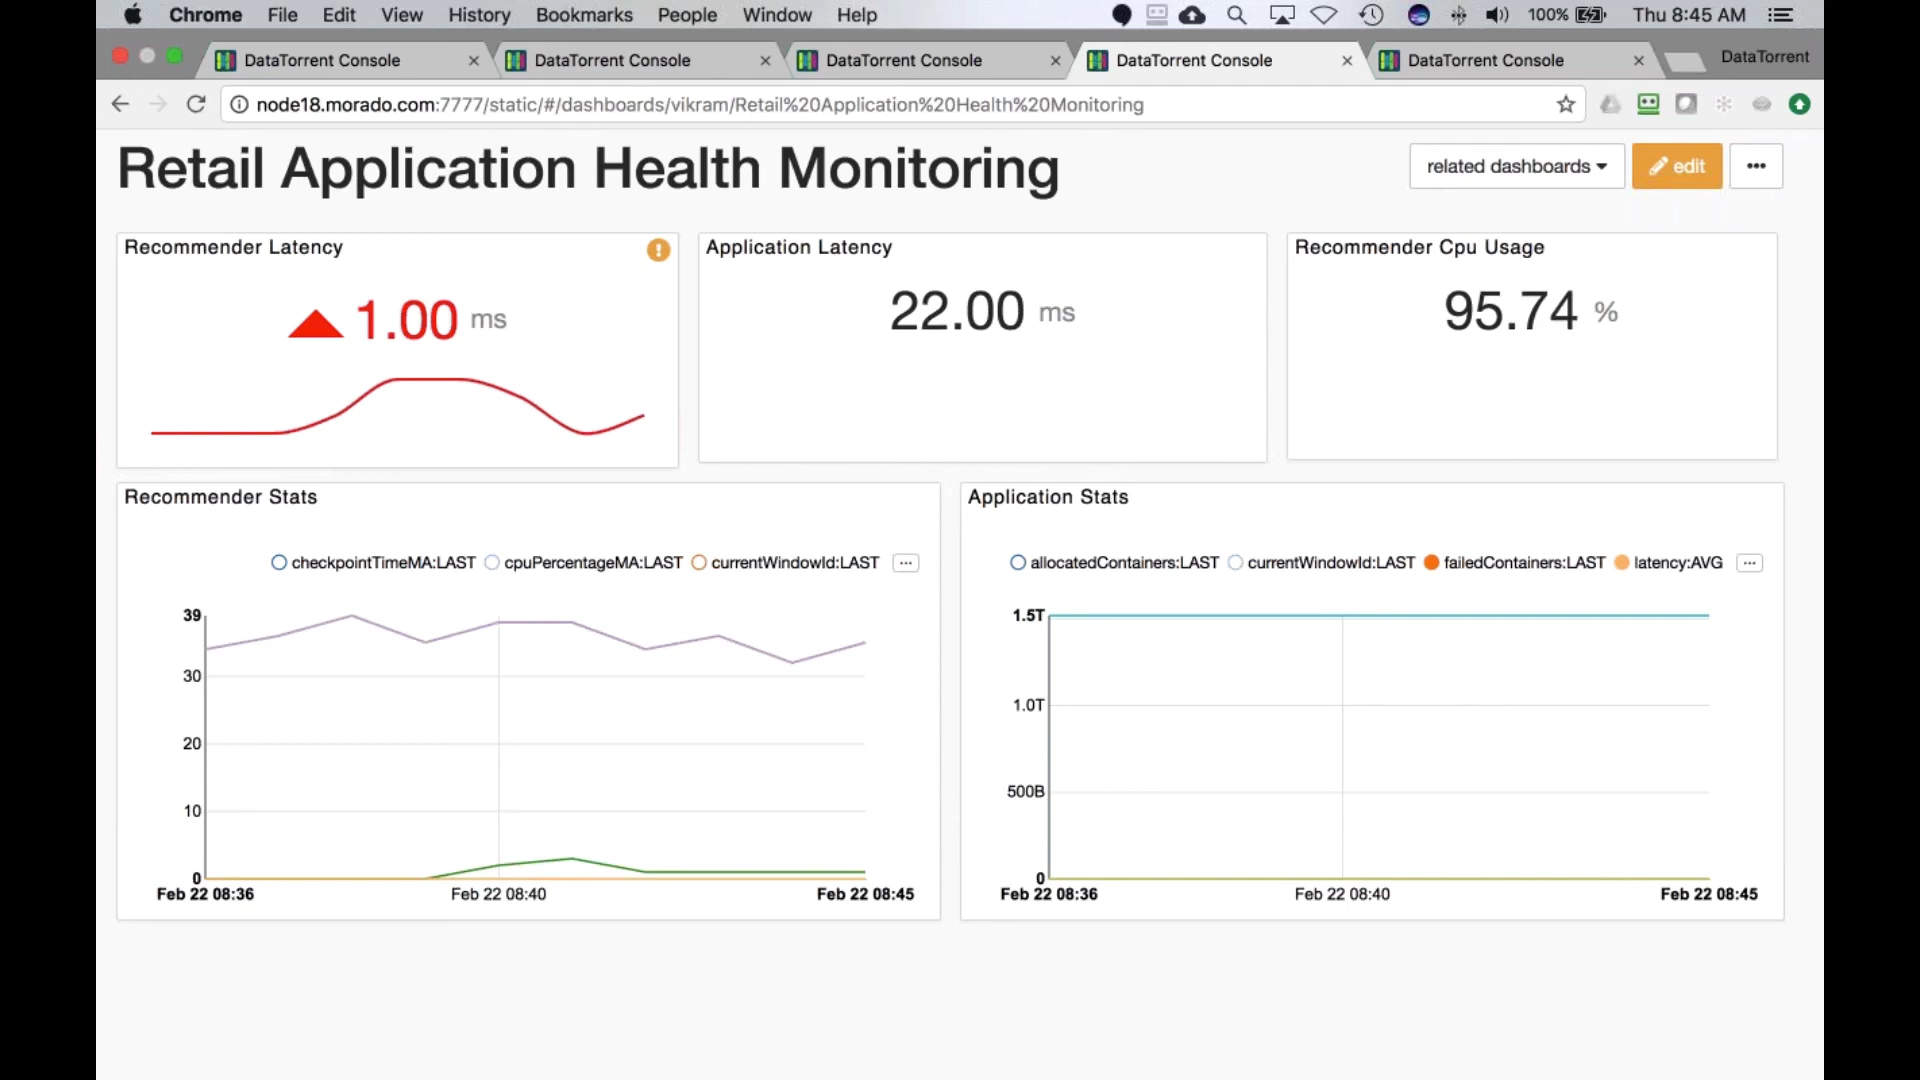 Chrome File Edit View History Bookmarks People Window Help 100% Thu 8:45 AM
DataTorrent Console DataTorrent Console DataTorrent Console DataTorrent Console DataTorrent Console DataTorrent
node18.morado.com:7777/static/#/dashboards/vikram/Retail%20Application%20Health%20Monitoring
Retail Application Health Monitoring
related dashboards edit
Recommender Latency
1.00 ms
Application Latency
22.00 ms
Recommender Cpu Usage
95.74 %
Recommender Stats
checkpointTimeMA:LAST cpuPercentageMA:LAST currentWindowId:LAST ...
39
30
20
10
0
Feb 22 08:36 Feb 22 08:40 Feb 22 08:45
Application Stats
allocatedContainers:LAST currentWindowId:LAST failedContainers:LAST latency:AVG ...
1.5T
1.0T
500B
0
Feb 22 08:36 Feb 22 08:40 Feb 22 08:45